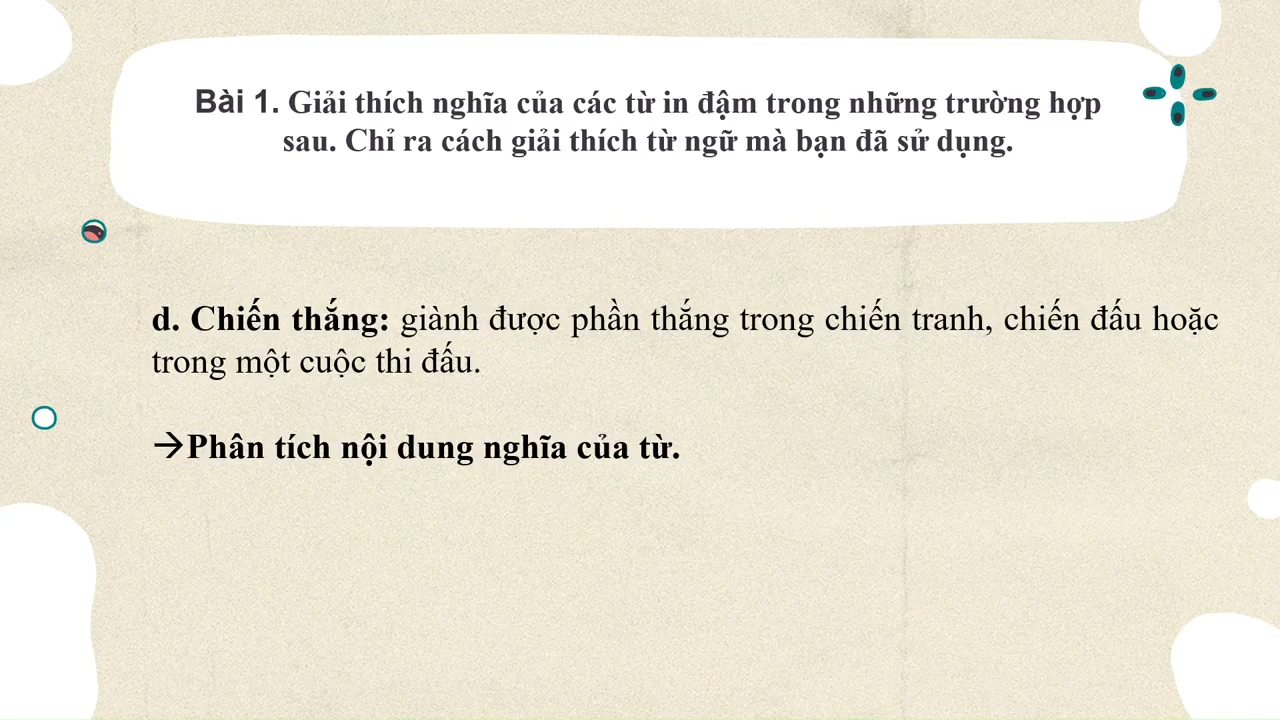 Bài 1. Giải thích nghĩa của các từ in đậm trong những trường hợp
sau. Chỉ ra cách giải thích từ ngữ mà bạn đã sử dụng.
d. Chiến thắng: giành được phần thắng trong chiến tranh, chiến đấu hoặc
trong một cuộc thi đấu.
→Phân tích nội dung nghĩa của từ.